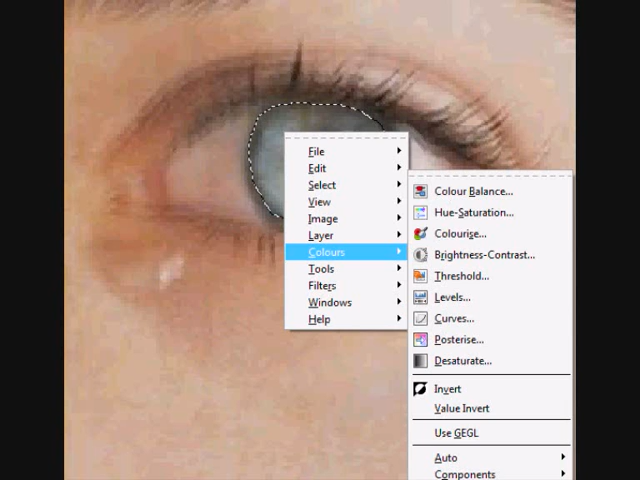 File
Edit
Select
View
Image
Layer
Colours
Tools
Filters
Windows
Help
Colour Balance...
Hue-Saturation...
Colourise...
Brightness-Contrast...
Threshold...
Levels...
Curves...
Posterise...
Desaturate...
Invert
Value Invert
Use GEGL
Auto
Components